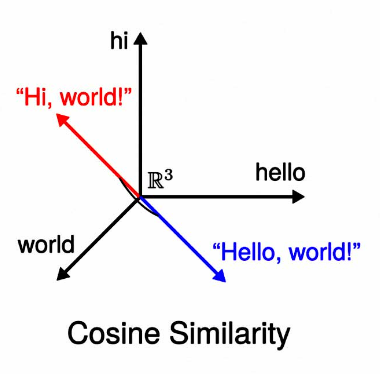 hi
“Hi, world!”
ℝ³
hello
world
“Hello, world!”
Cosine Similarity